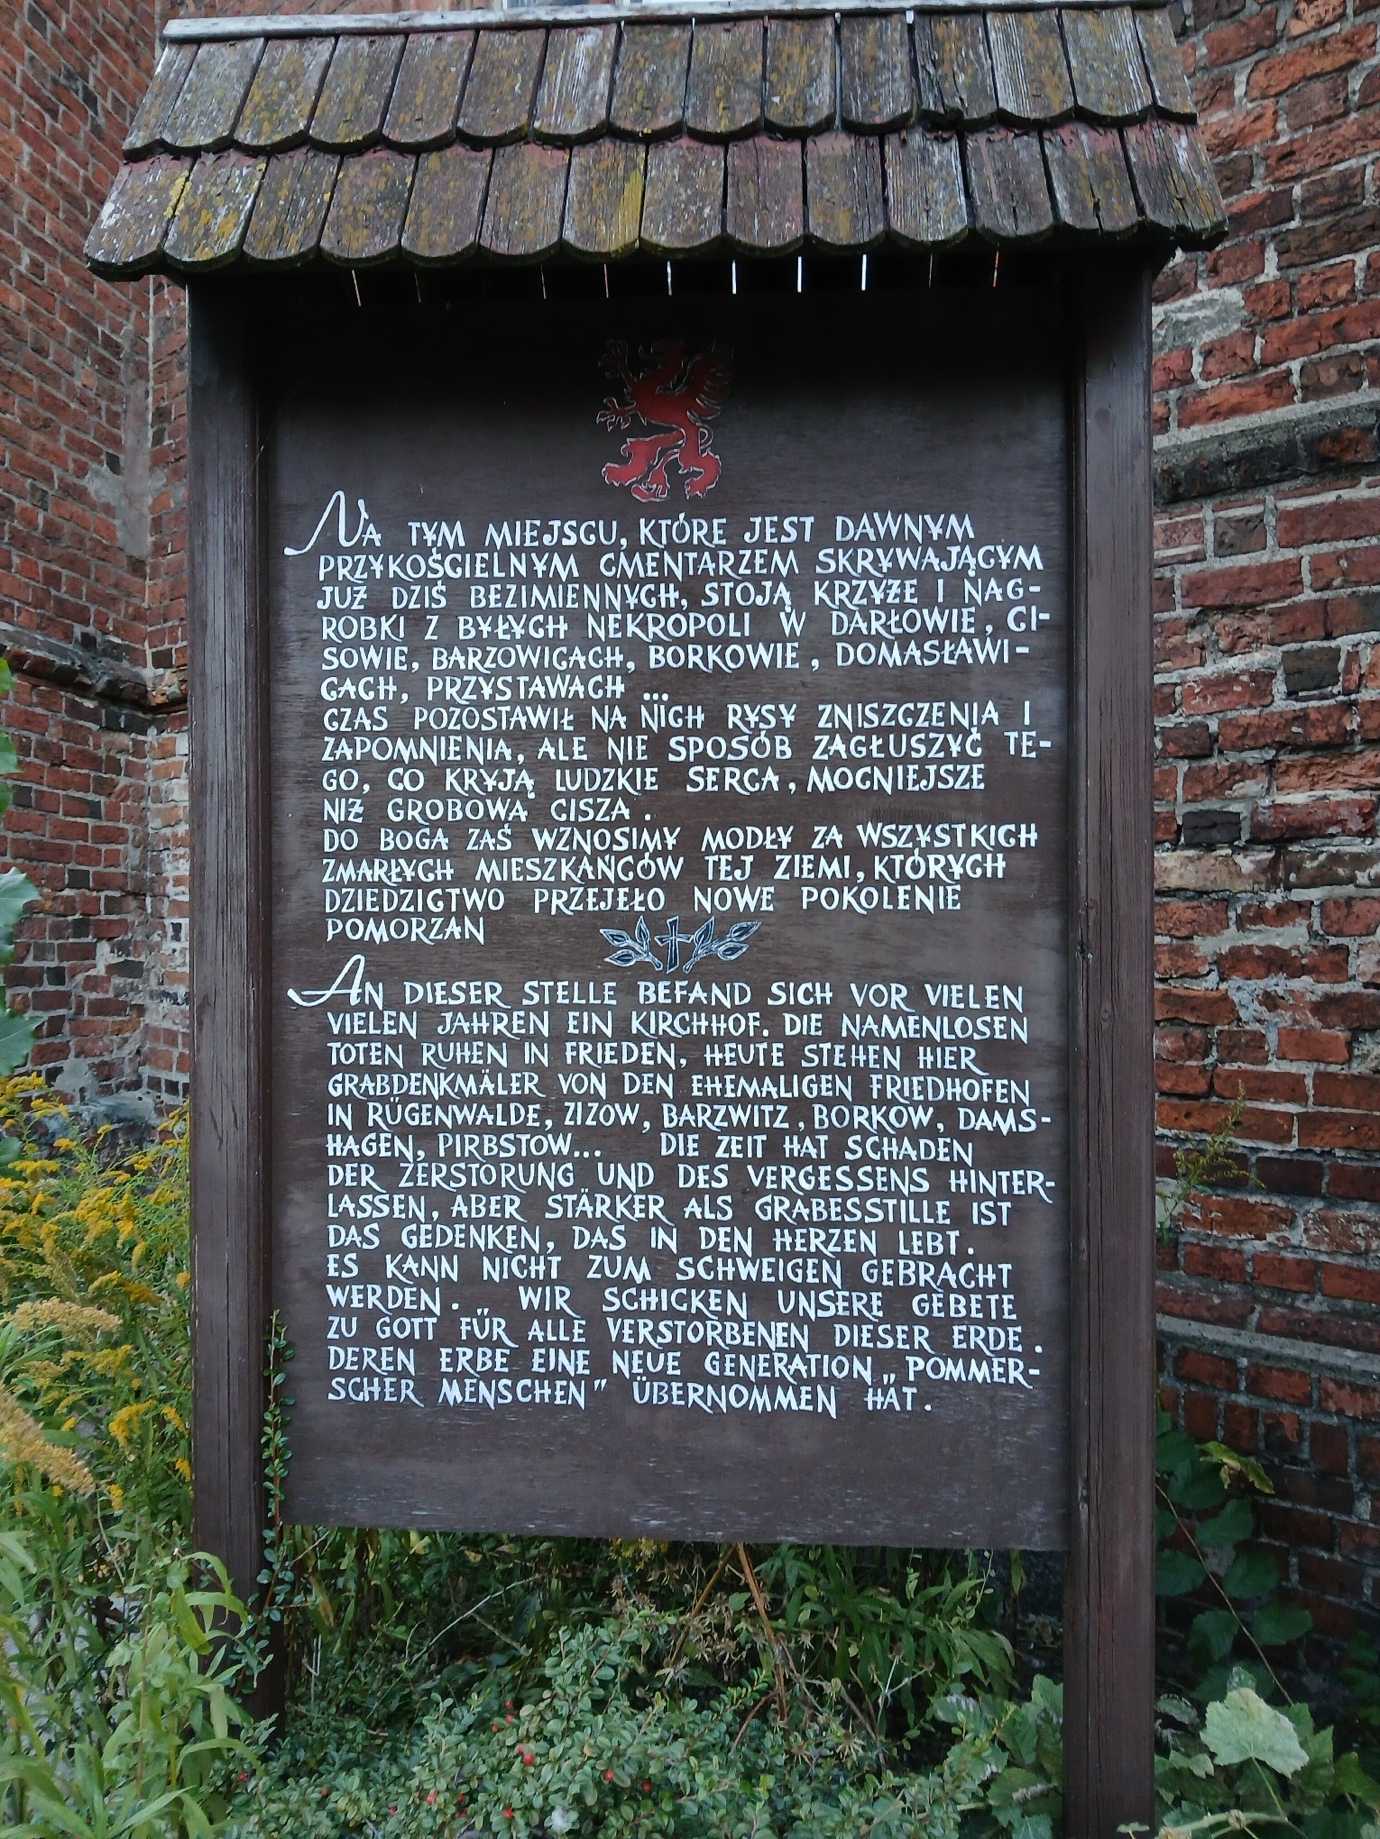 NA TYM MIEJSCU, KTÓRE JEST DAWNYM
PRZYKOŚCIELNYM CMENTARZEM SKRYWAJĄCYM
JUŻ DZIŚ BEZIMIENNYCH, STOJĄ KRZYŻE I NAG-
ROBKI Z BYŁYCH NEKROPOLI W DARŁOWIE, CI-
SOWIE, BARZOWICACH, BORKOWIE, DOMASŁAWI-
CACH, PRZYSTAWACH ...
CZAS POZOSTAWIŁ NA NICH RYSY ZNISZCZENIA I
ZAPOMNIENIA, ALE NIE SPOSÓB ZAGŁUSZYĆ TE-
GO, CO KRYJĄ LUDZKIE SERCA, MOCNIEJSZE
NIŻ GROBOWA CISZA.
DO BOGA ZAŚ WZNOSIMY MODŁY ZA WSZYSTKICH
ZMARŁYCH MIESZKAŃCÓW TEJ ZIEMI, KTÓRYCH
DZIEDZICTWO PRZEJEŁO NOWE POKOLENIE
POMORZAN
AN DIESER STELLE BEFAND SICH VOR VIELEN
VIELEN JAHREN EIN KIRCHHOF. DIE NAMENLOSEN
TOTEN RUHEN IN FRIEDEN, HEUTE STEHEN HIER
GRABDENKMÄLER VON DEN EHEMALIGEN FRIEDHOFEN
IN RÜGENWALDE, ZIZOW, BARZWITZ, BORKOW, DAMS-
HAGEN, PIRBSTOW... DIE ZEIT HAT SCHADEN
DER ZERSTÖRUNG UND DES VERGESSENS HINTER-
LASSEN, ABER STÄRKER ALS GRABESSTILLE IST
DAS GEDENKEN, DAS IN DEN HERZEN LEBT.
ES KANN NICHT ZUM SCHWEIGEN GEBRACHT
WERDEN. WIR SCHICKEN UNSERE GEBETE
ZU GOTT FÜR ALLE VERSTORBENEN DIESER ERDE.
DEREN ERBE EINE NEUE GENERATION „POMMER-
SCHER MENSCHEN" ÜBERNOMMEN HAT.